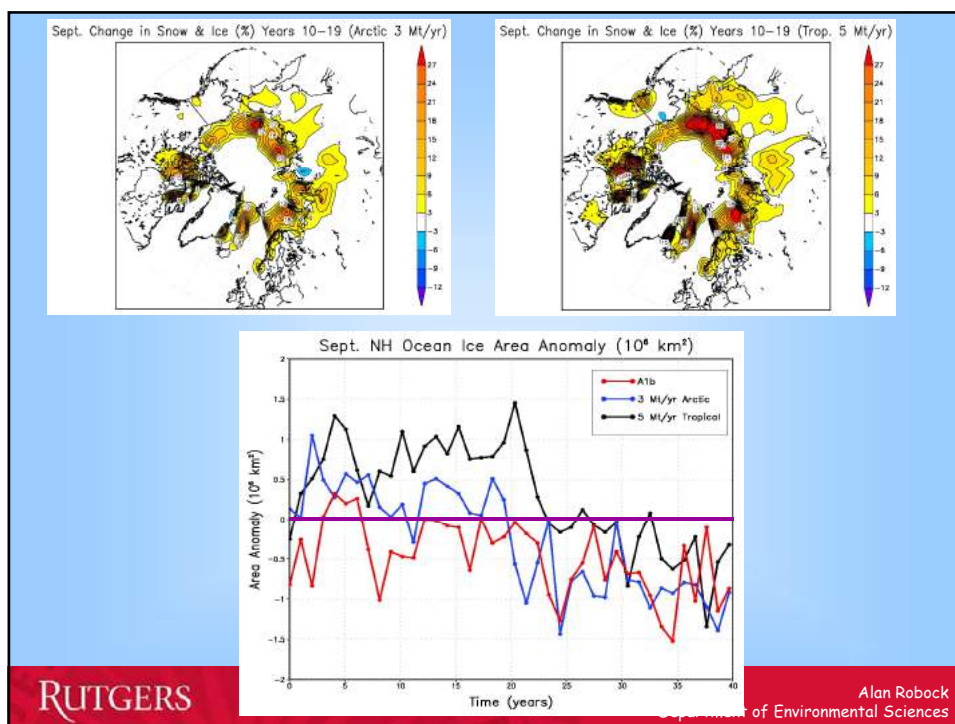 Sept. Change in Snow & Ice (%) Years 10-19 (Arctic 3 Mt/yr)
27
24
21
18
15
12
9
6
3
-3
-6
-9
-12
Sept. Change in Snow & Ice (%) Years 10-19 (Trop. 5 Mt/yr)
27
24
21
18
15
12
9
6
3
-3
-6
-9
-12
Sept. NH Ocean Ice Area Anomaly (10⁶ km²)
A1b
3 Mt/yr Arctic
5 Mt/yr Tropical
Area Anomaly (10⁶ km²)
2
1.5
1
0.5
0
-0.5
-1
-1.5
-2
0 5 10 15 20 25 30 35 40
Time (years)
RUTGERS
Alan Robock
Department of Environmental Sciences